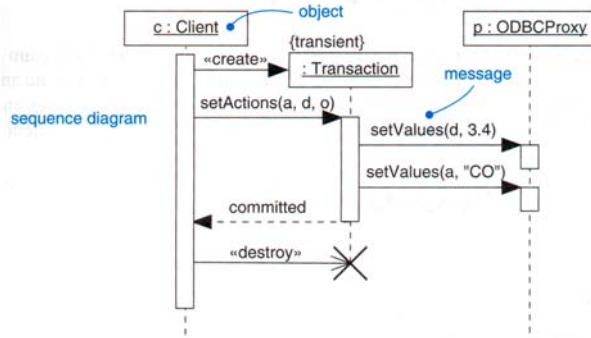 object
c : Client
p : ODBCProxy
{transient}
«create»
: Transaction
message
setActions(a, d, o)
sequence diagram
setValues(d, 3.4)
setValues(a, "CO")
committed
«destroy»